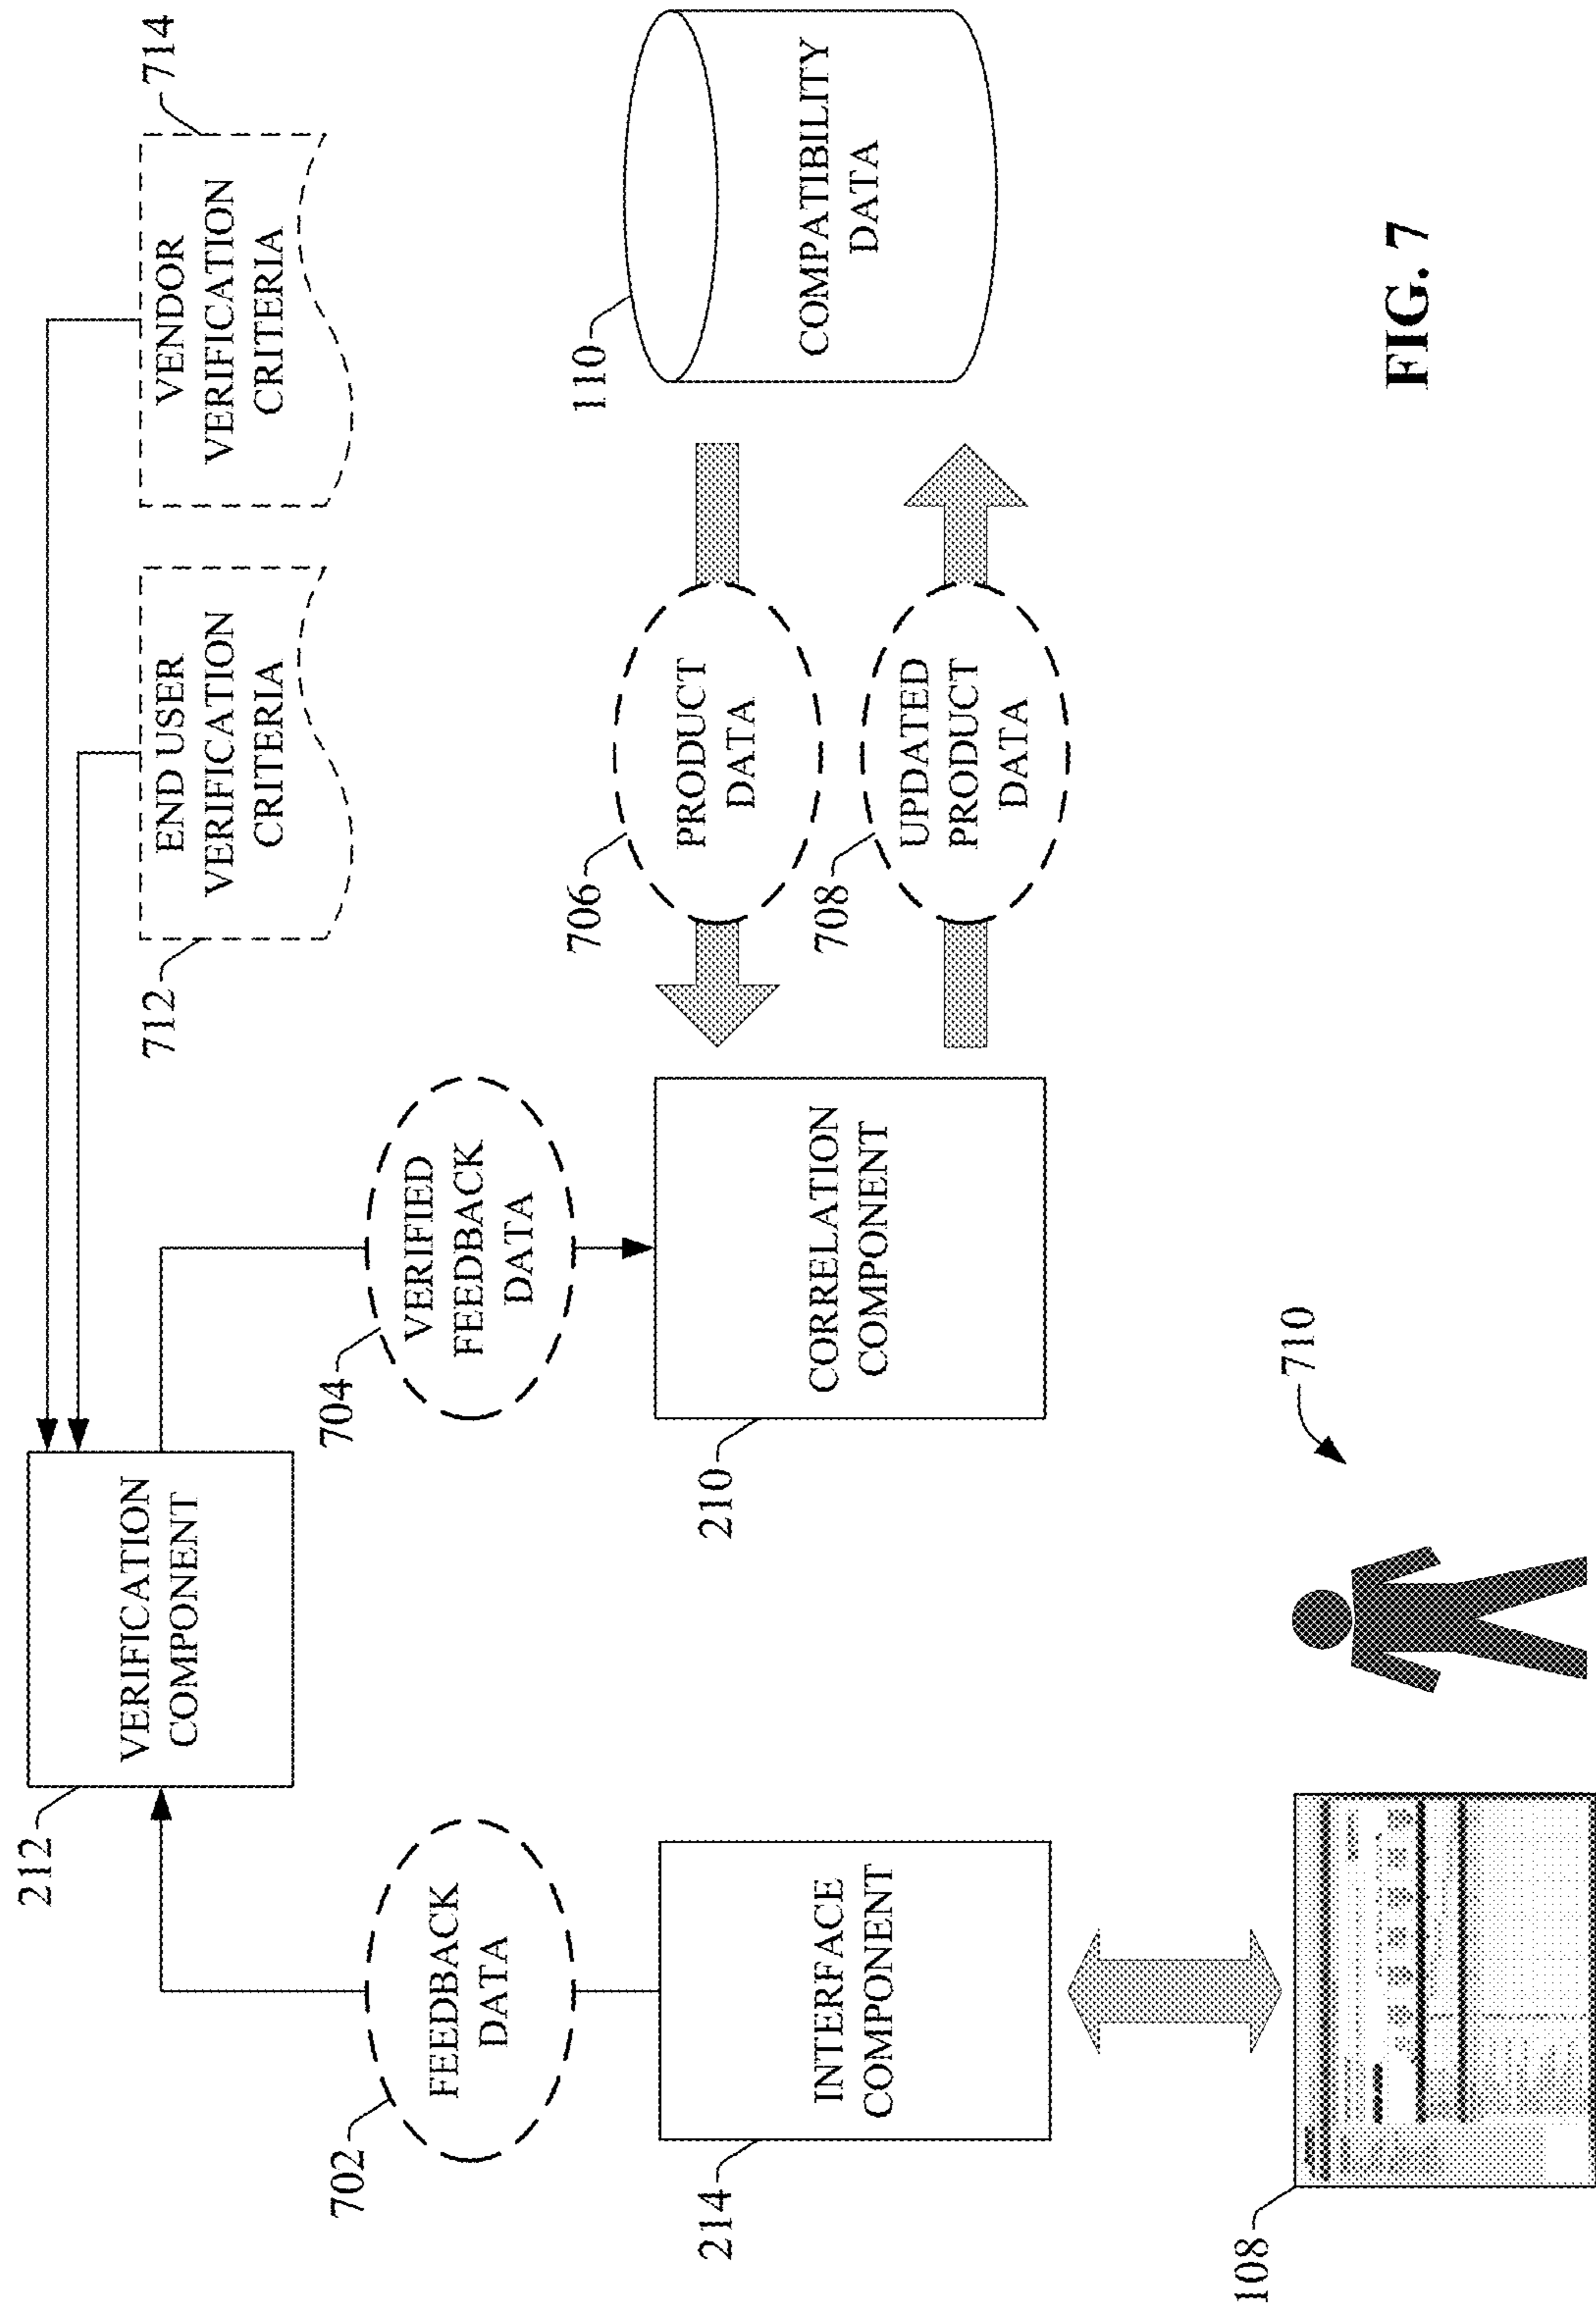 212
VERIFICATION
COMPONENT
702
FEEDBACK
DATA
704
VERIFIED
FEEDBACK
DATA
712
END USER
VERIFICATION
CRITERIA
714
VENDOR
VERIFICATION
CRITERIA
214
INTERFACE
COMPONENT
210
CORRELATION
COMPONENT
706
PRODUCT
DATA
708
UPDATED
PRODUCT
DATA
110
COMPATIBILITY
DATA
108
710
FIG. 7